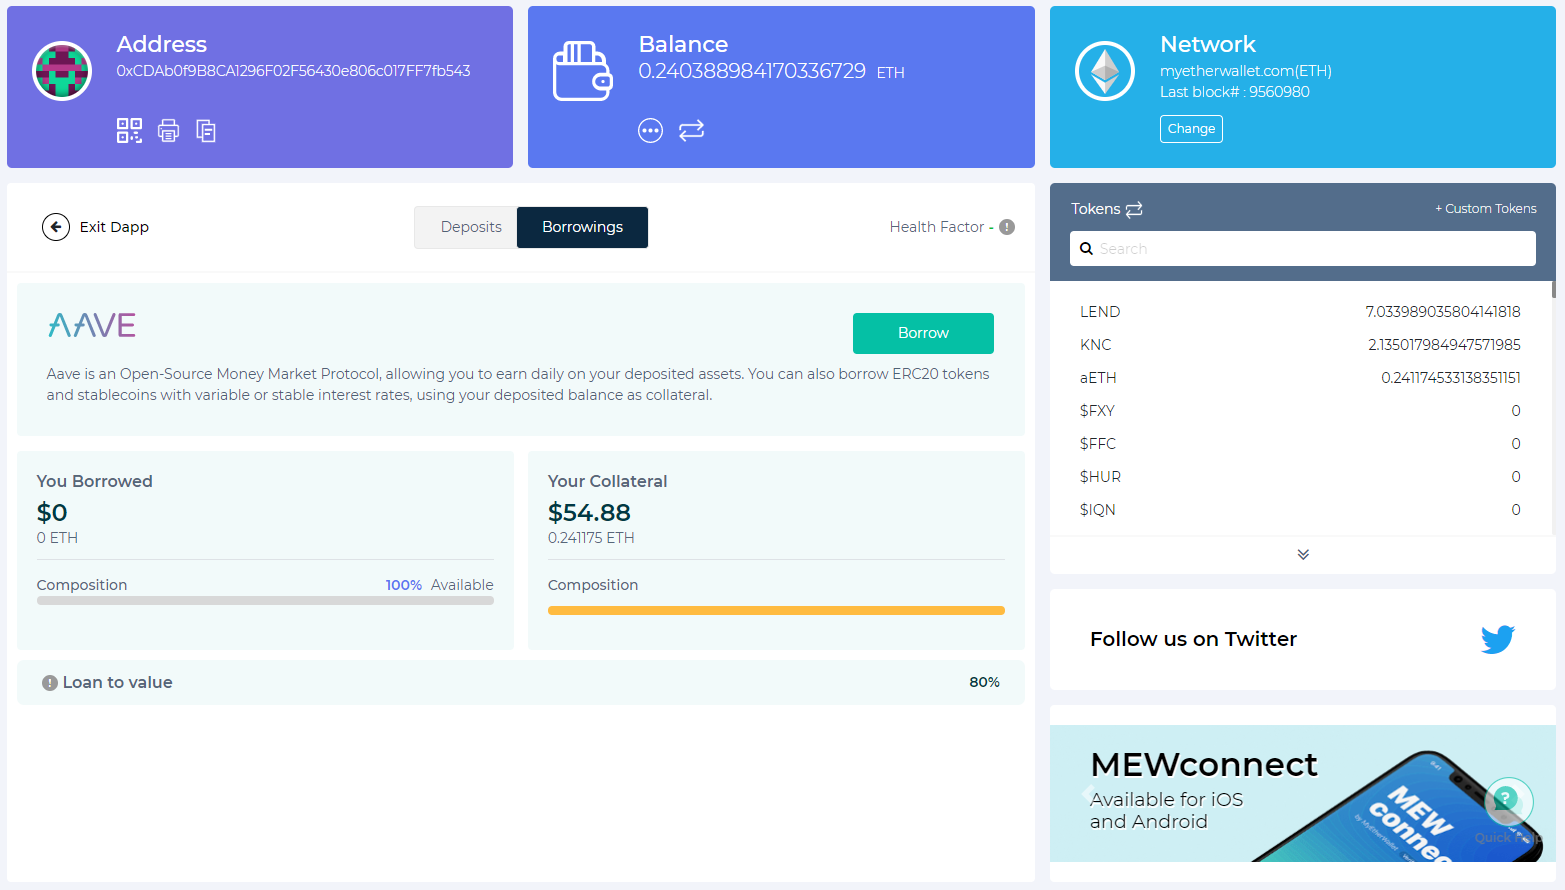 Address
0xCDAb0f9B8CA1296F02F56430e806c017FF7fb543
Balance
0.240388984170336729 ETH
Network
myetherwallet.com(ETH)
Last block# : 9560980
Change
Exit Dapp
Deposits
Borrowings
Health Factor -
AAVE
Borrow
Aave is an Open-Source Money Market Protocol, allowing you to earn daily on your deposited assets. You can also borrow ERC20 tokens
and stablecoins with variable or stable interest rates, using your deposited balance as collateral.
You Borrowed
$0
0 ETH
Composition 100% Available
Your Collateral
$54.88
0.241175 ETH
Composition
Loan to value 80%
Tokens
+ Custom Tokens
Search
LEND 7.033989035804141818
KNC 2.135017984947571985
aETH 0.241174533138351151
$FXY 0
$FFC 0
$HUR 0
$IQN 0
Follow us on Twitter
MEWconnect
Available for iOS
and Android
MEW
connect
by MyEtherWallet
Quick Help